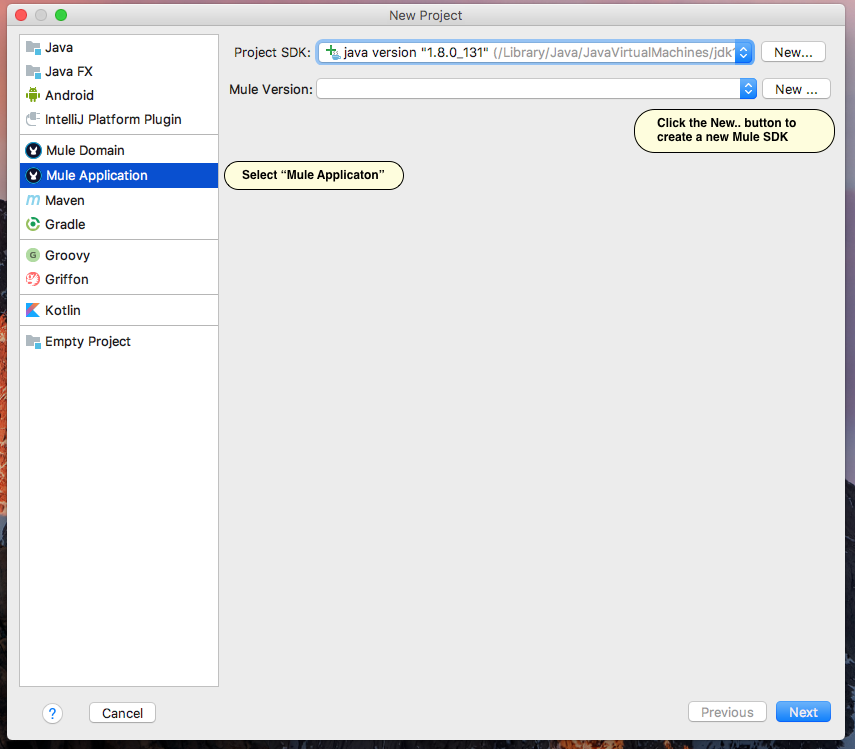 New Project
Java
Java FX
Android
IntelliJ Platform Plugin
Mule Domain
Mule Application
Maven
Gradle
Groovy
Griffon
Kotlin
Empty Project
Project SDK: java version "1.8.0_131" (/Library/Java/JavaVirtualMachines/jdk1 New...
Mule Version: New ...
Click the New.. button to
create a new Mule SDK
Select “Mule Applicaton”
? Cancel Previous Next